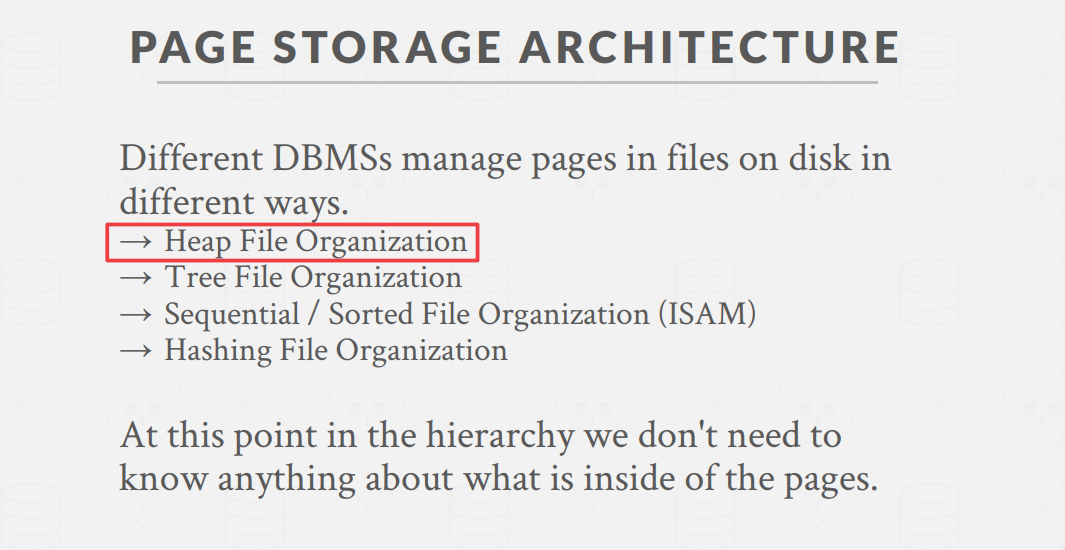 PAGE STORAGE ARCHITECTURE
Different DBMSs manage pages in files on disk in
different ways.
→ Heap File Organization
→ Tree File Organization
→ Sequential / Sorted File Organization (ISAM)
→ Hashing File Organization
At this point in the hierarchy we don't need to
know anything about what is inside of the pages.